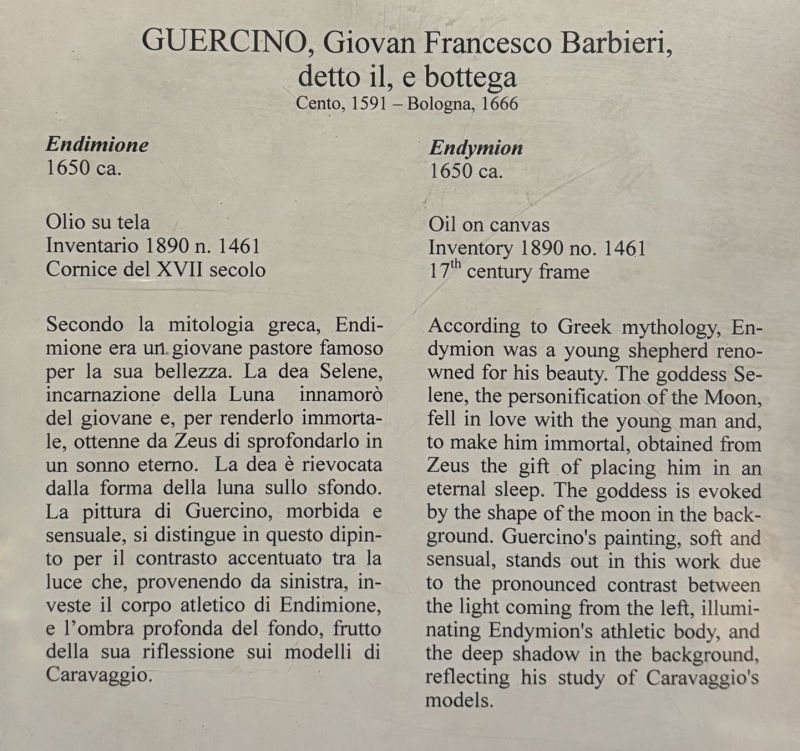 GUERCINO, Giovan Francesco Barbieri,
detto il, e bottega
Cento, 1591 – Bologna, 1666
Endimione
1650 ca.
Olio su tela
Inventario 1890 n. 1461
Cornice del XVII secolo
Secondo la mitologia greca, Endi-
mione era un giovane pastore famoso
per la sua bellezza. La dea Selene,
incarnazione della Luna innamorò
del giovane e, per renderlo immorta-
le, ottenne da Zeus di sprofondarlo in
un sonno eterno. La dea è rievocata
dalla forma della luna sullo sfondo.
La pittura di Guercino, morbida e
sensuale, si distingue in questo dipin-
to per il contrasto accentuato tra la
luce che, provenendo da sinistra, in-
veste il corpo atletico di Endimione,
e l’ombra profonda del fondo, frutto
della sua riflessione sui modelli di
Caravaggio.
Endymion
1650 ca.
Oil on canvas
Inventory 1890 no. 1461
17th century frame
According to Greek mythology, En-
dymion was a young shepherd reno-
wned for his beauty. The goddess Se-
lene, the personification of the Moon,
fell in love with the young man and,
to make him immortal, obtained from
Zeus the gift of placing him in an
eternal sleep. The goddess is evoked
by the shape of the moon in the back-
ground. Guercino's painting, soft and
sensual, stands out in this work due
to the pronounced contrast between
the light coming from the left, illumi-
nating Endymion's athletic body, and
the deep shadow in the background,
reflecting his study of Caravaggio's
models.